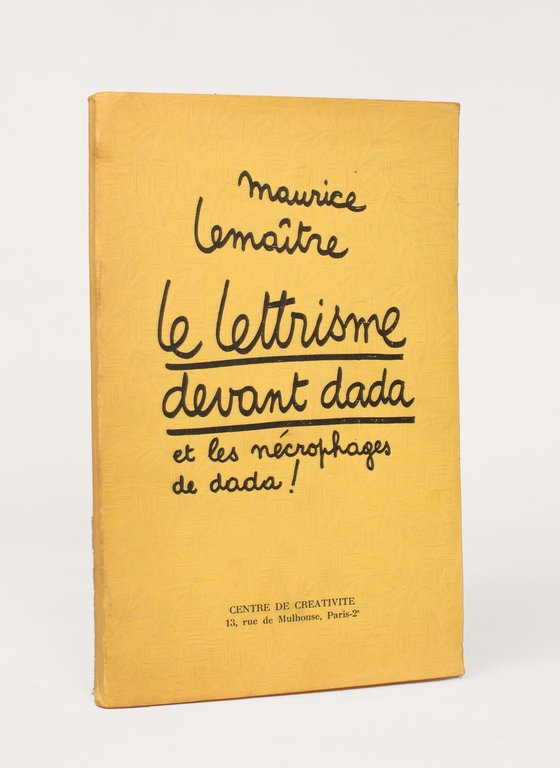 maurice
lemaître
le lettrisme
devant dada
et les nécrophages
de dada !
CENTRE DE CREATIVITE
13, rue de Mulhouse, Paris-2ᵉ